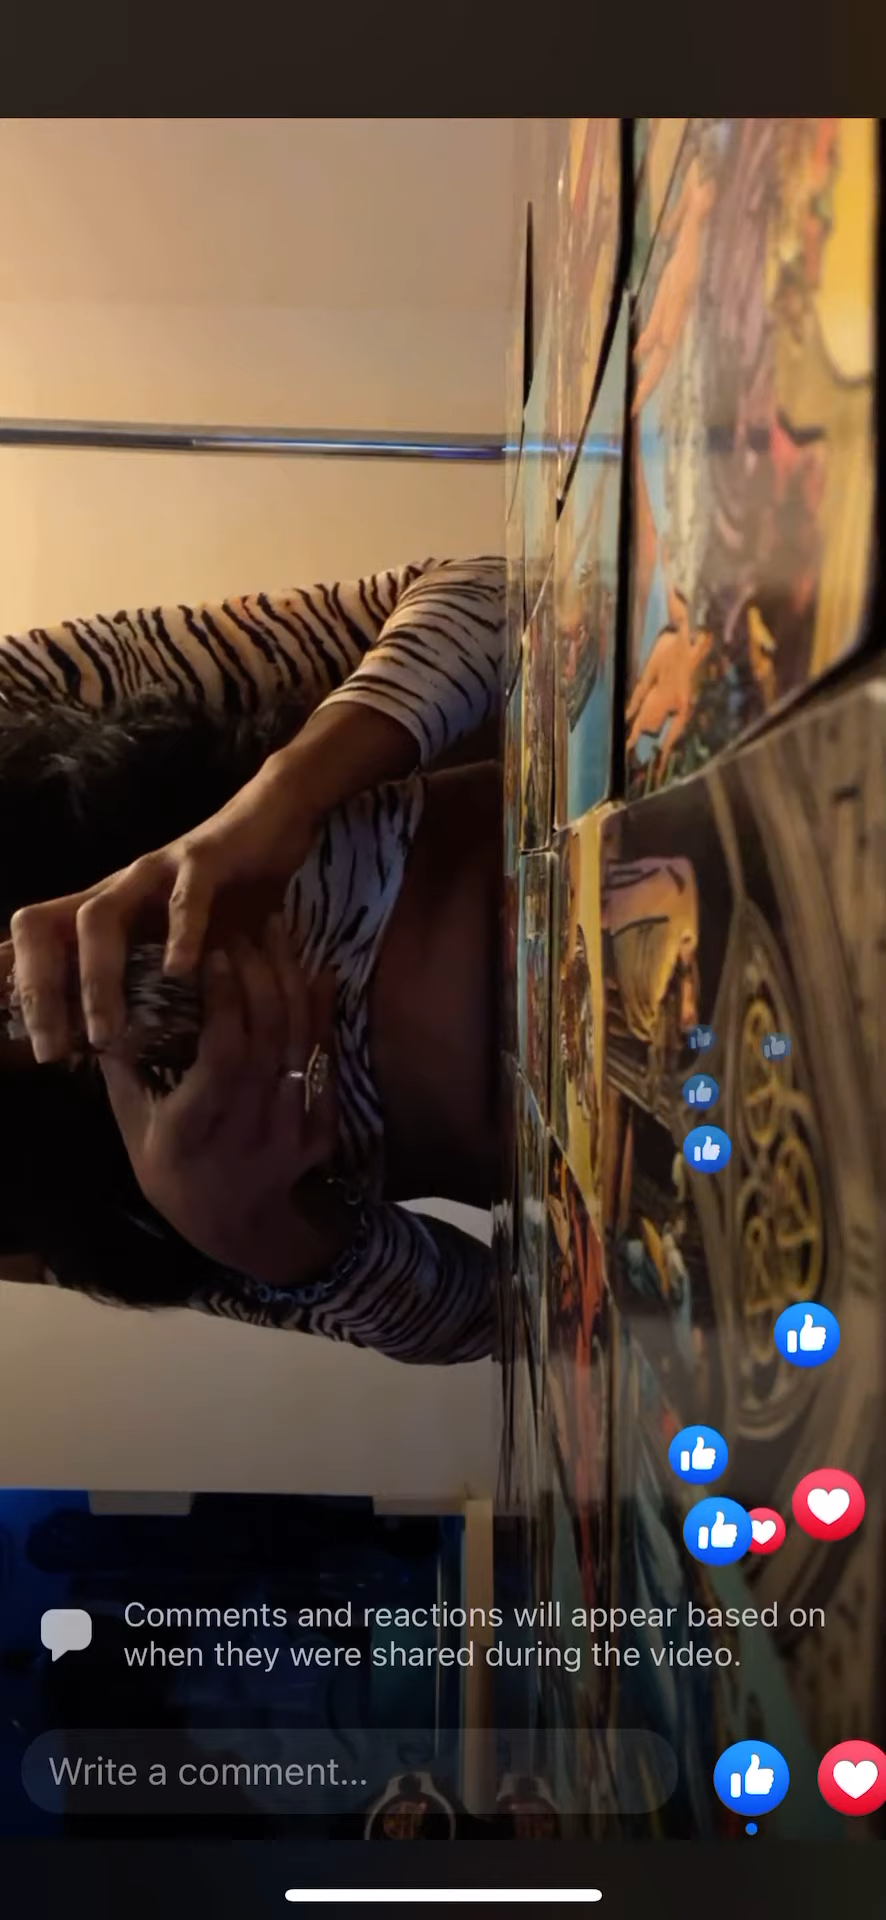 Comments and reactions will appear based on
when they were shared during the video.
Write a comment...